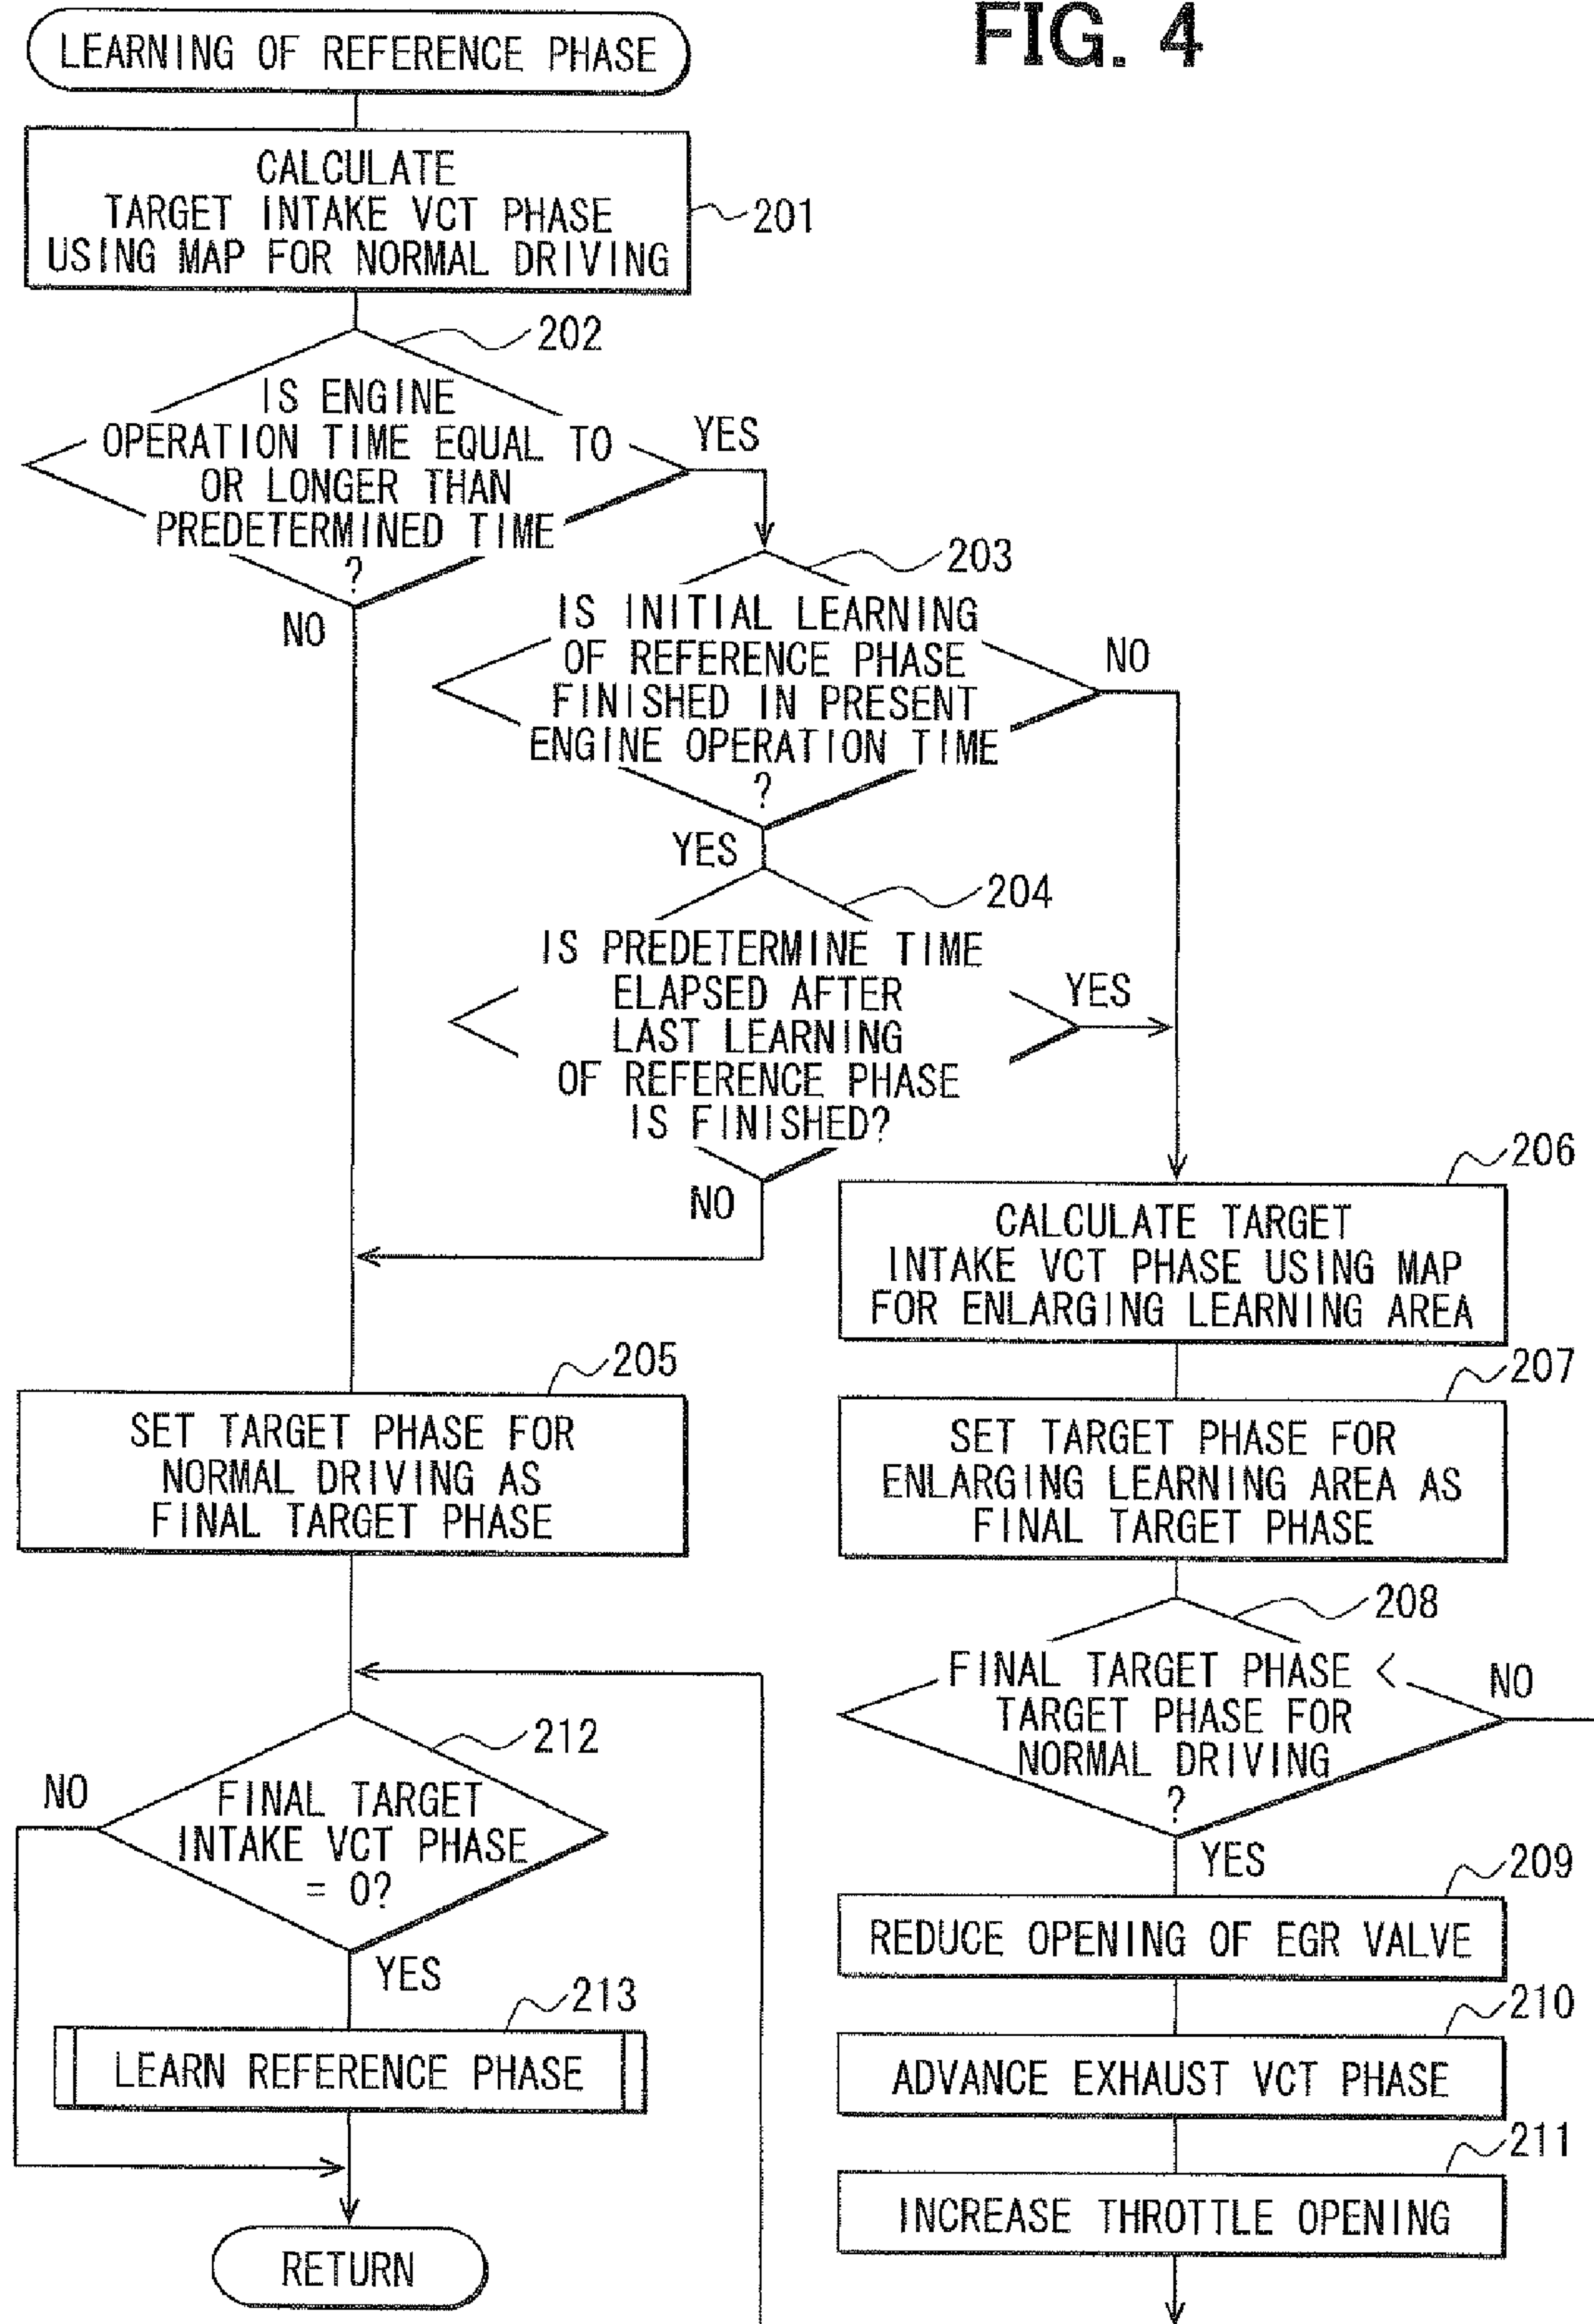 FIG. 4
LEARNING OF REFERENCE PHASE
CALCULATE
TARGET INTAKE VCT PHASE
USING MAP FOR NORMAL DRIVING
201
202
IS ENGINE
OPERATION TIME EQUAL TO
OR LONGER THAN
PREDETERMINED TIME
?
YES
NO
203
IS INITIAL LEARNING
OF REFERENCE PHASE
FINISHED IN PRESENT
ENGINE OPERATION TIME
?
NO
YES
204
IS PREDETERMINE TIME
ELAPSED AFTER
LAST LEARNING
OF REFERENCE PHASE
IS FINISHED?
YES
NO
206
CALCULATE TARGET
INTAKE VCT PHASE USING MAP
FOR ENLARGING LEARNING AREA
205
SET TARGET PHASE FOR
NORMAL DRIVING AS
FINAL TARGET PHASE
207
SET TARGET PHASE FOR
ENLARGING LEARNING AREA AS
FINAL TARGET PHASE
208
FINAL TARGET PHASE <
TARGET PHASE FOR
NORMAL DRIVING
?
NO
YES
212
FINAL TARGET
INTAKE VCT PHASE
= 0?
NO
YES
209
REDUCE OPENING OF EGR VALVE
213
LEARN REFERENCE PHASE
210
ADVANCE EXHAUST VCT PHASE
211
INCREASE THROTTLE OPENING
RETURN